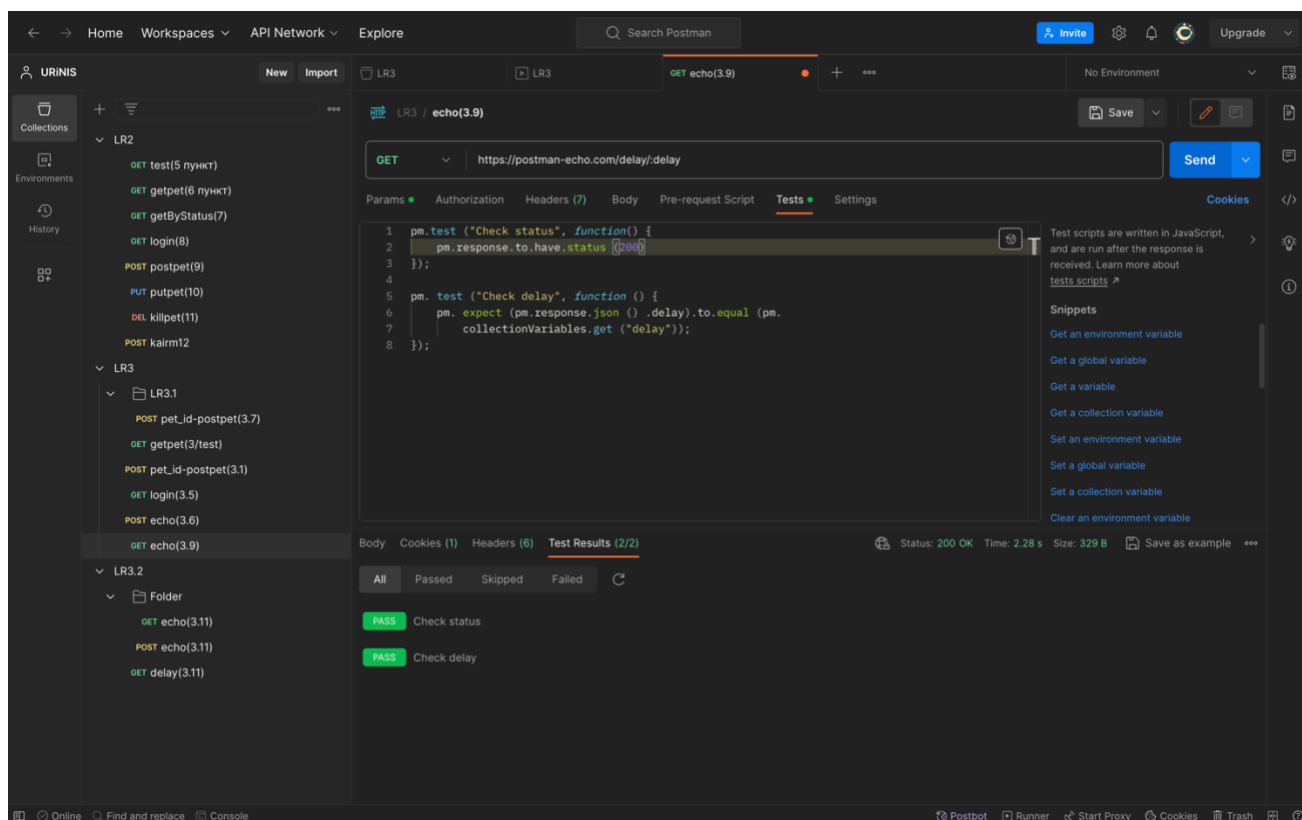 Home Workspaces API Network Explore Search Postman Invite Upgrade
URiNIS New Import LR3 LR3 GET echo(3.9) + ooo No Environment
Collections
Environments
History
+ ooo
LR2
GET test(5 пункт)
GET getpet(6 пункт)
GET getByStatus(7)
GET login(8)
POST postpet(9)
PUT putpet(10)
DEL killpet(11)
POST kairm12
LR3
LR3.1
POST pet_id-postpet(3.7)
GET getpet(3/test)
POST pet_id-postpet(3.1)
GET login(3.5)
POST echo(3.6)
GET echo(3.9)
LR3.2
Folder
GET echo(3.11)
POST echo(3.11)
GET delay(3.11)
HTTP LR3 / echo(3.9) Save
GET https://postman-echo.com/delay/:delay Send
Params Authorization Headers (7) Body Pre-request Script Tests Settings Cookies
1 pm.test ("Check status", function() {
2 pm.response.to.have.status (200)
3 });
4
5 pm. test ("Check delay", function () {
6 pm. expect (pm.response.json () .delay).to.equal (pm.
7 collectionVariables.get ("delay"));
8 });
Test scripts are written in JavaScript,
and are run after the response is
received. Learn more about
tests scripts
Snippets
Get an environment variable
Get a global variable
Get a variable
Get a collection variable
Set an environment variable
Set a global variable
Set a collection variable
Clear an environment variable
Body Cookies (1) Headers (6) Test Results (2/2) Status: 200 OK Time: 2.28 s Size: 329 B Save as example ooo
All Passed Skipped Failed
PASS Check status
PASS Check delay
Online Find and replace Console Postbot Runner Start Proxy Cookies Trash